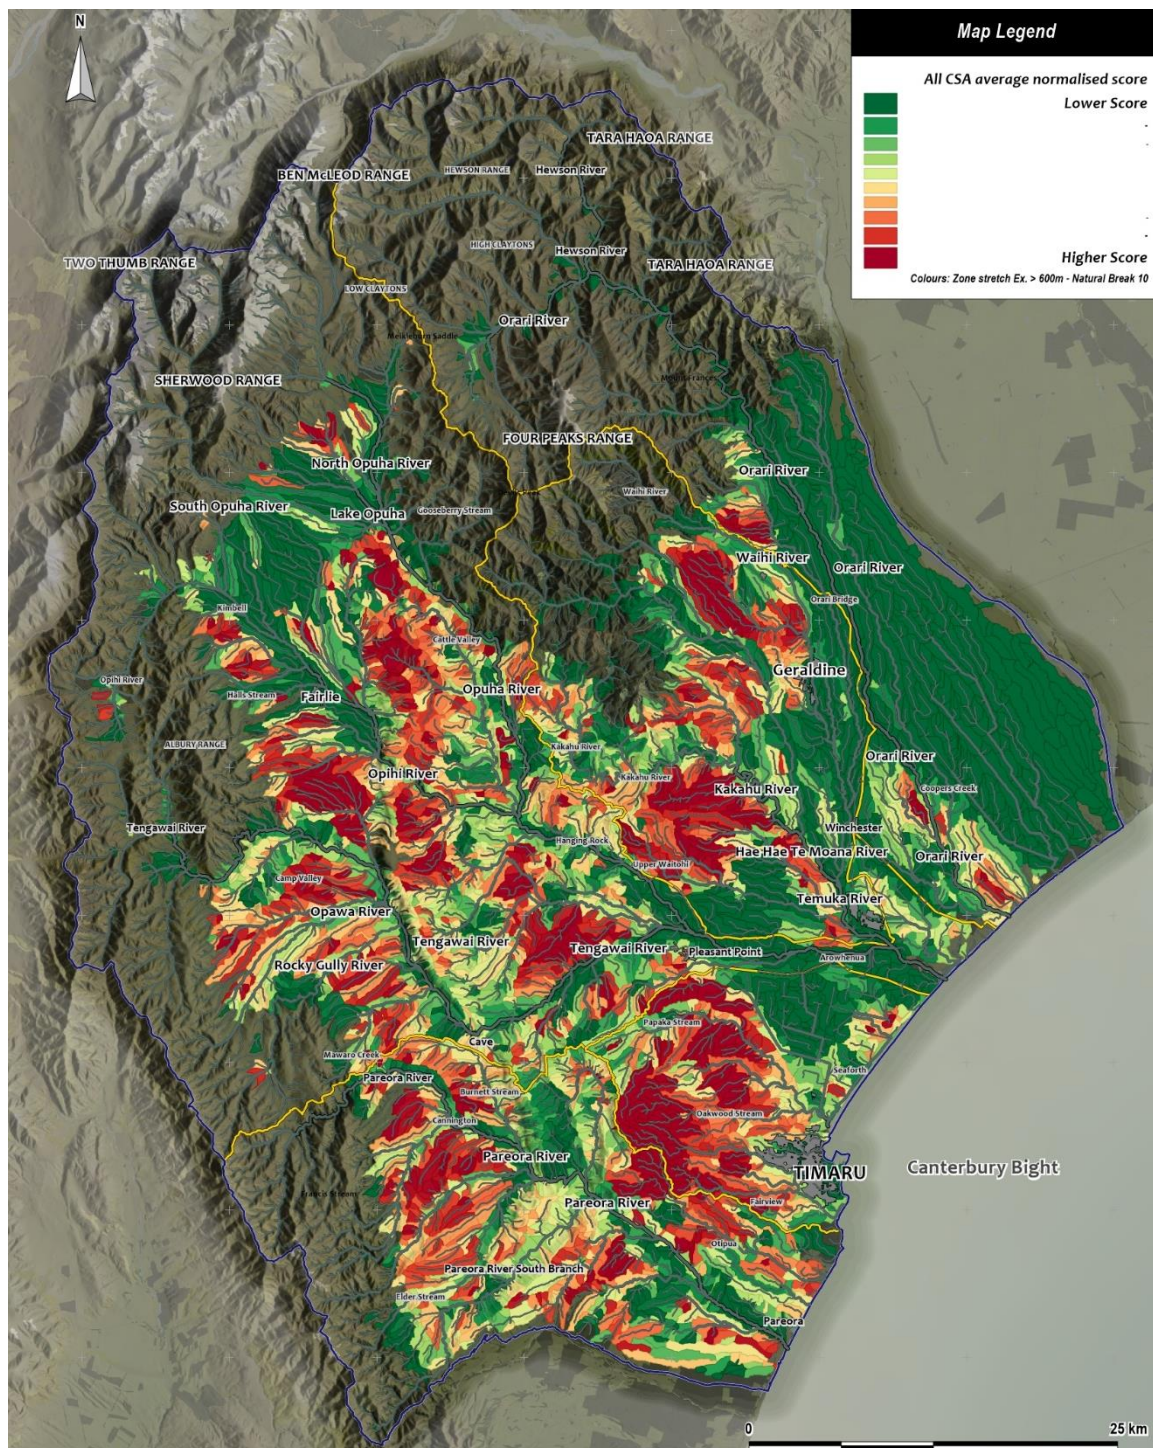 N
Map Legend
All CSA average normalised score
Lower Score
-
-
-
-
Higher Score
Colours: Zone stretch Ex. > 600m - Natural Break 10
TARA HAOA RANGE
BEN McLEOD RANGE
HEWSON RANGE
Hewson River
HIGH CLAYTONS
Hewson River
TWO THUMB RANGE
TARA HAOA RANGE
LOW CLAYTONS
Orari River
Meikleburn Saddle
SHERWOOD RANGE
Mount Frances
FOUR PEAKS RANGE
North Opuha River
Orari River
Waihi River
South Opuha River
Lake Opuha
Gooseberry Stream
Waihi River
Orari River
Orari Bridge
Kimbell
Cattle Valley
Geraldine
Opihi River
Halls Stream
Fairlie
Opuha River
ALBURY RANGE
Kakahu River
Orari River
Opihi River
Kakahu River
Kakahu River
Coopers Creek
Tengawai River
Winchester
Hanging Rock
Hae Hae Te Moana River
Orari River
Upper Waitohi
Camp Valley
Temuka River
Opawa River
Tengawai River
Tengawai River
Pleasant Point
Arowhenua
Rocky Gully River
Papaka Stream
Cave
Mawaro Creek
Seaforth
Pareora River
Burnett Stream
Cannington
Oakwood Stream
Pareora River
TIMARU
Canterbury Bight
Pareora River
Fairview
Otipua
Pareora River South Branch
Elder Stream
Pareora
0
25 km